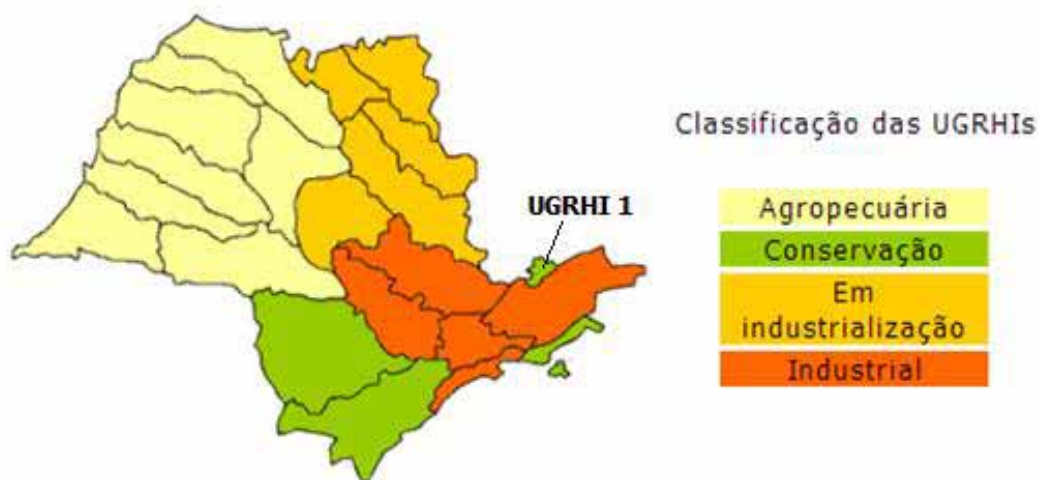 Classificação das UGRHIs
UGRHI 1
Agropecuária
Conservação
Em
industrialização
Industrial